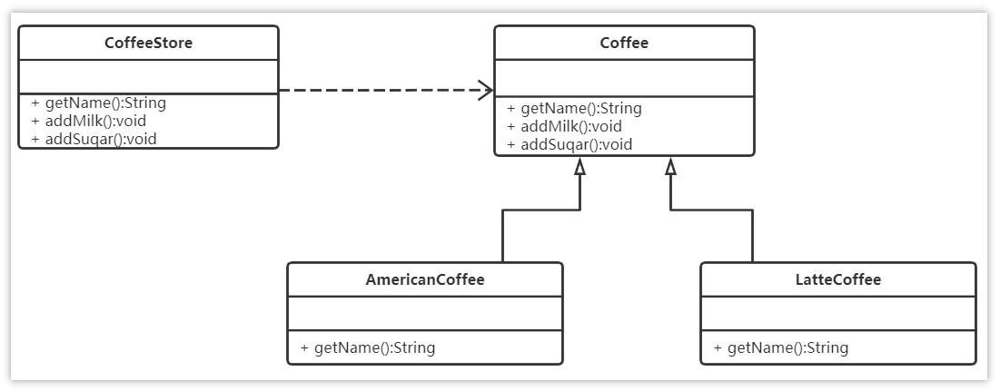 CoffeeStore
+ getName():String
+ addMilk():void
+ addSuqar():void
Coffee
+ getName():String
+ addMilk():void
+ addSuqar():void
AmericanCoffee
+ getName():String
LatteCoffee
+ getName():String